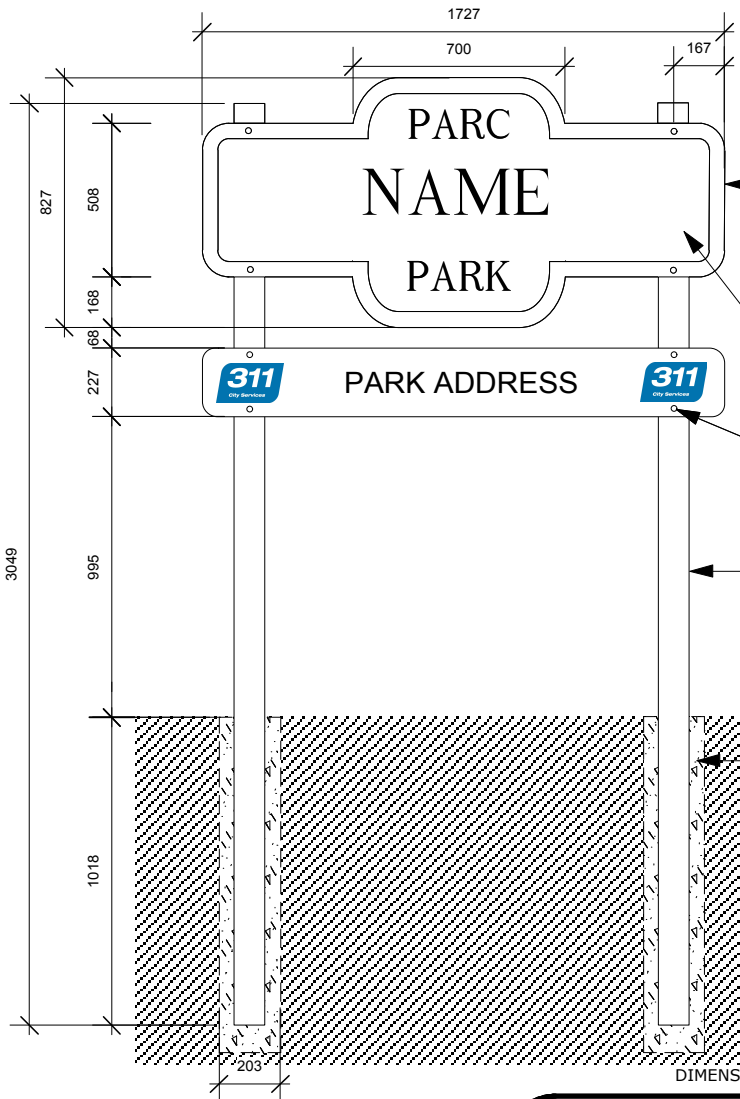 1727
700
167
PARC
NAME
PARK
508
827
168
68
311
City Services
PARK ADDRESS
311
City Services
227
995
3049
1018
203
DIMENS